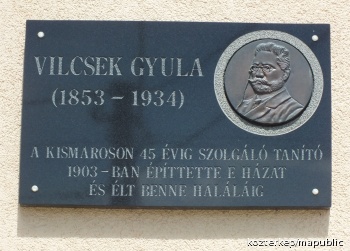 VILCSEK GYULA
(1853 - 1934)
A KISMAROSON 45 ÉVIG SZOLGÁLÓ TANÍTÓ
1903 - BAN ÉPÍTTETTE E HÁZAT
ÉS ÉLT BENNE HALÁLÁIG
kozterkep/mapublic